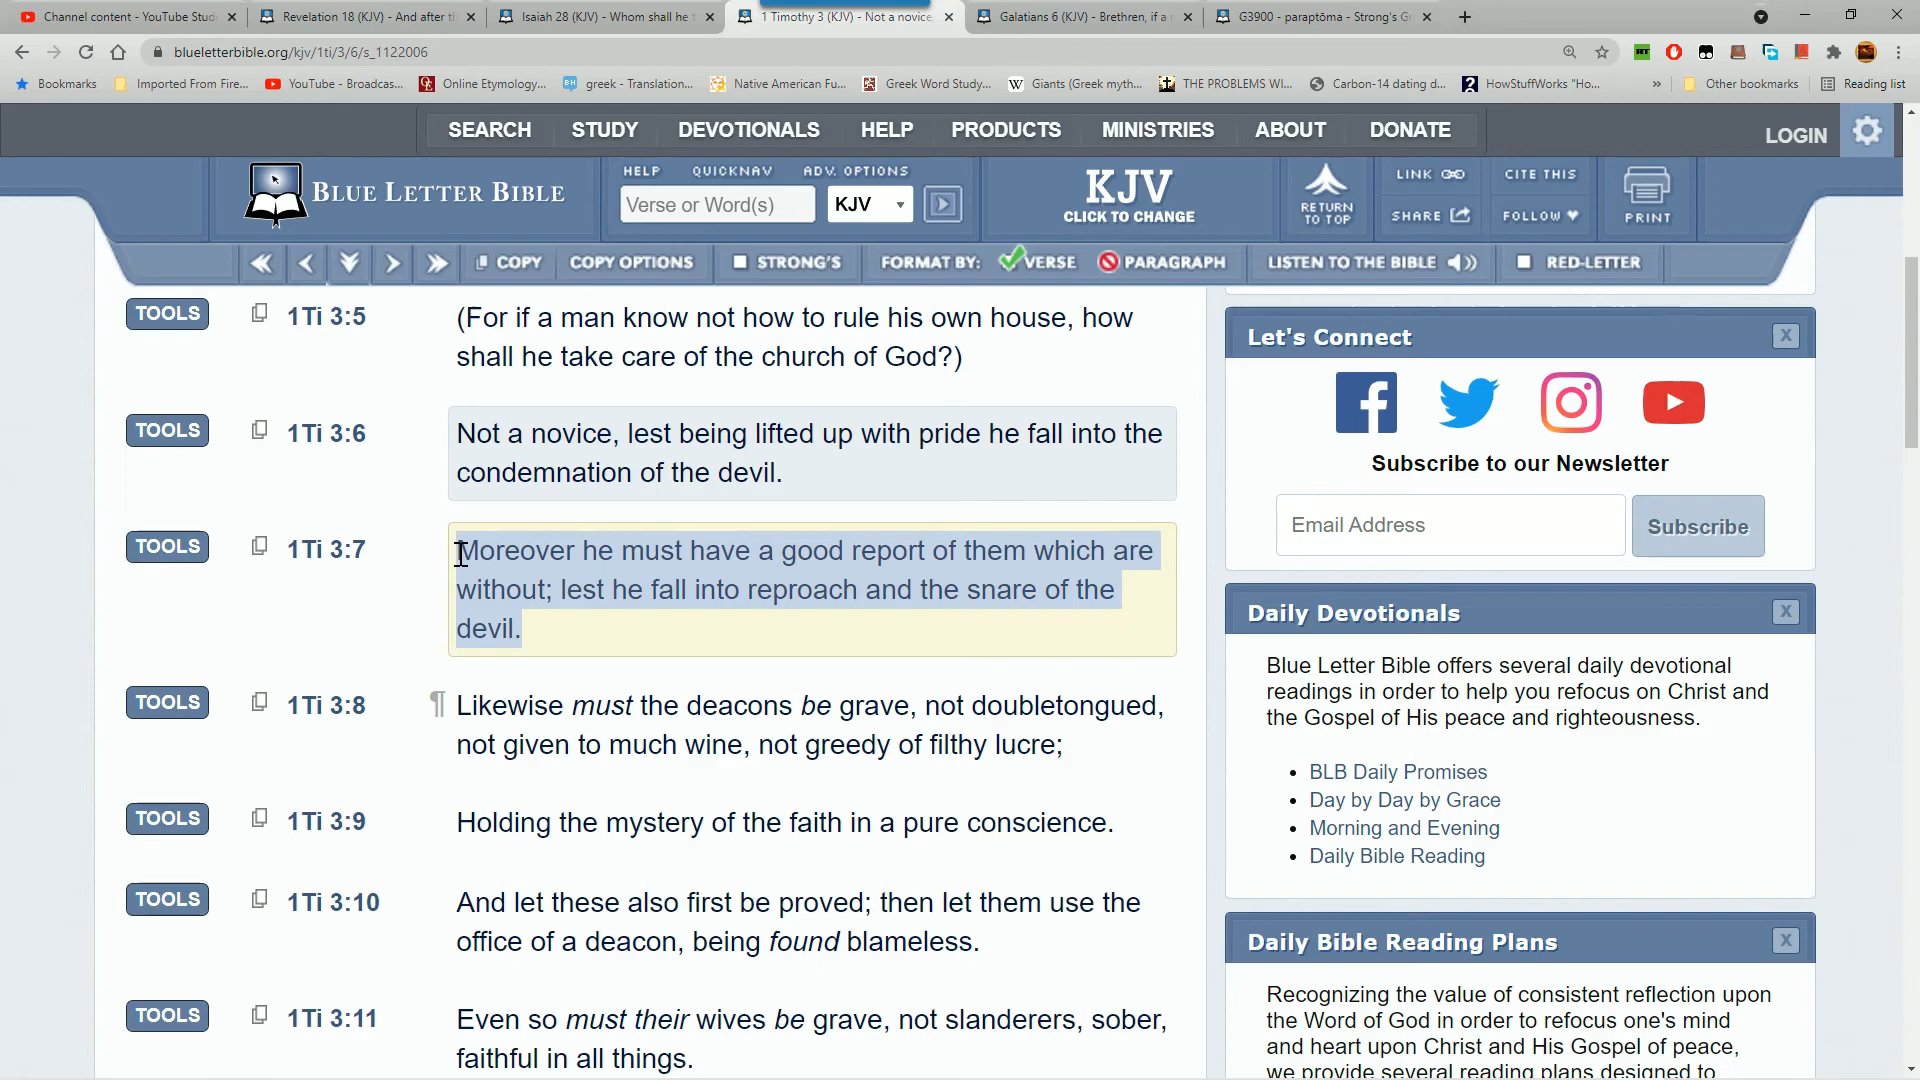 Channel content - YouTube Stud
Revelation 18 (KJV) - And after th
Isaiah 28 (KJV) - Whom shall he t
1 Timothy 3 (KJV) - Not a novice,
Galatians 6 (KJV) - Brethren, if a r
G3900 - paraptōma - Strong's Gr
blueletterbible.org/kjv/1ti/3/6/s_1122006
Bookmarks
Imported From Fire...
YouTube - Broadcas...
Online Etymology...
greek - Translation...
Native American Fu...
Greek Word Study...
Giants (Greek myth...
THE PROBLEMS WI...
Carbon-14 dating d...
HowStuffWorks "Ho...
»
Other bookmarks
Reading list
SEARCH STUDY DEVOTIONALS HELP PRODUCTS MINISTRIES ABOUT DONATE
LOGIN
BLUE LETTER BIBLE
HELP QUICKNAV ADV. OPTIONS
Verse or Word(s)
KJV
KJV
CLICK TO CHANGE
RETURN
TO TOP
LINK
SHARE
CITE THIS
FOLLOW
PRINT
COPY
COPY OPTIONS
STRONG'S
FORMAT BY: VERSE PARAGRAPH
LISTEN TO THE BIBLE
RED-LETTER
TOOLS 1Ti 3:5 (For if a man know not how to rule his own house, how
shall he take care of the church of God?)
TOOLS 1Ti 3:6 Not a novice, lest being lifted up with pride he fall into the
condemnation of the devil.
TOOLS 1Ti 3:7 Moreover he must have a good report of them which are
without; lest he fall into reproach and the snare of the
devil.
TOOLS 1Ti 3:8 ¶ Likewise must the deacons be grave, not doubletongued,
not given to much wine, not greedy of filthy lucre;
TOOLS 1Ti 3:9 Holding the mystery of the faith in a pure conscience.
TOOLS 1Ti 3:10 And let these also first be proved; then let them use the
office of a deacon, being found blameless.
TOOLS 1Ti 3:11 Even so must their wives be grave, not slanderers, sober,
faithful in all things.
Let's Connect
X
Subscribe to our Newsletter
Email Address
Subscribe
Daily Devotionals
X
Blue Letter Bible offers several daily devotional
readings in order to help you refocus on Christ and
the Gospel of His peace and righteousness.
• BLB Daily Promises
• Day by Day by Grace
• Morning and Evening
• Daily Bible Reading
Daily Bible Reading Plans
X
Recognizing the value of consistent reflection upon
the Word of God in order to refocus one's mind
and heart upon Christ and His Gospel of peace,
we provide several reading plans designed to